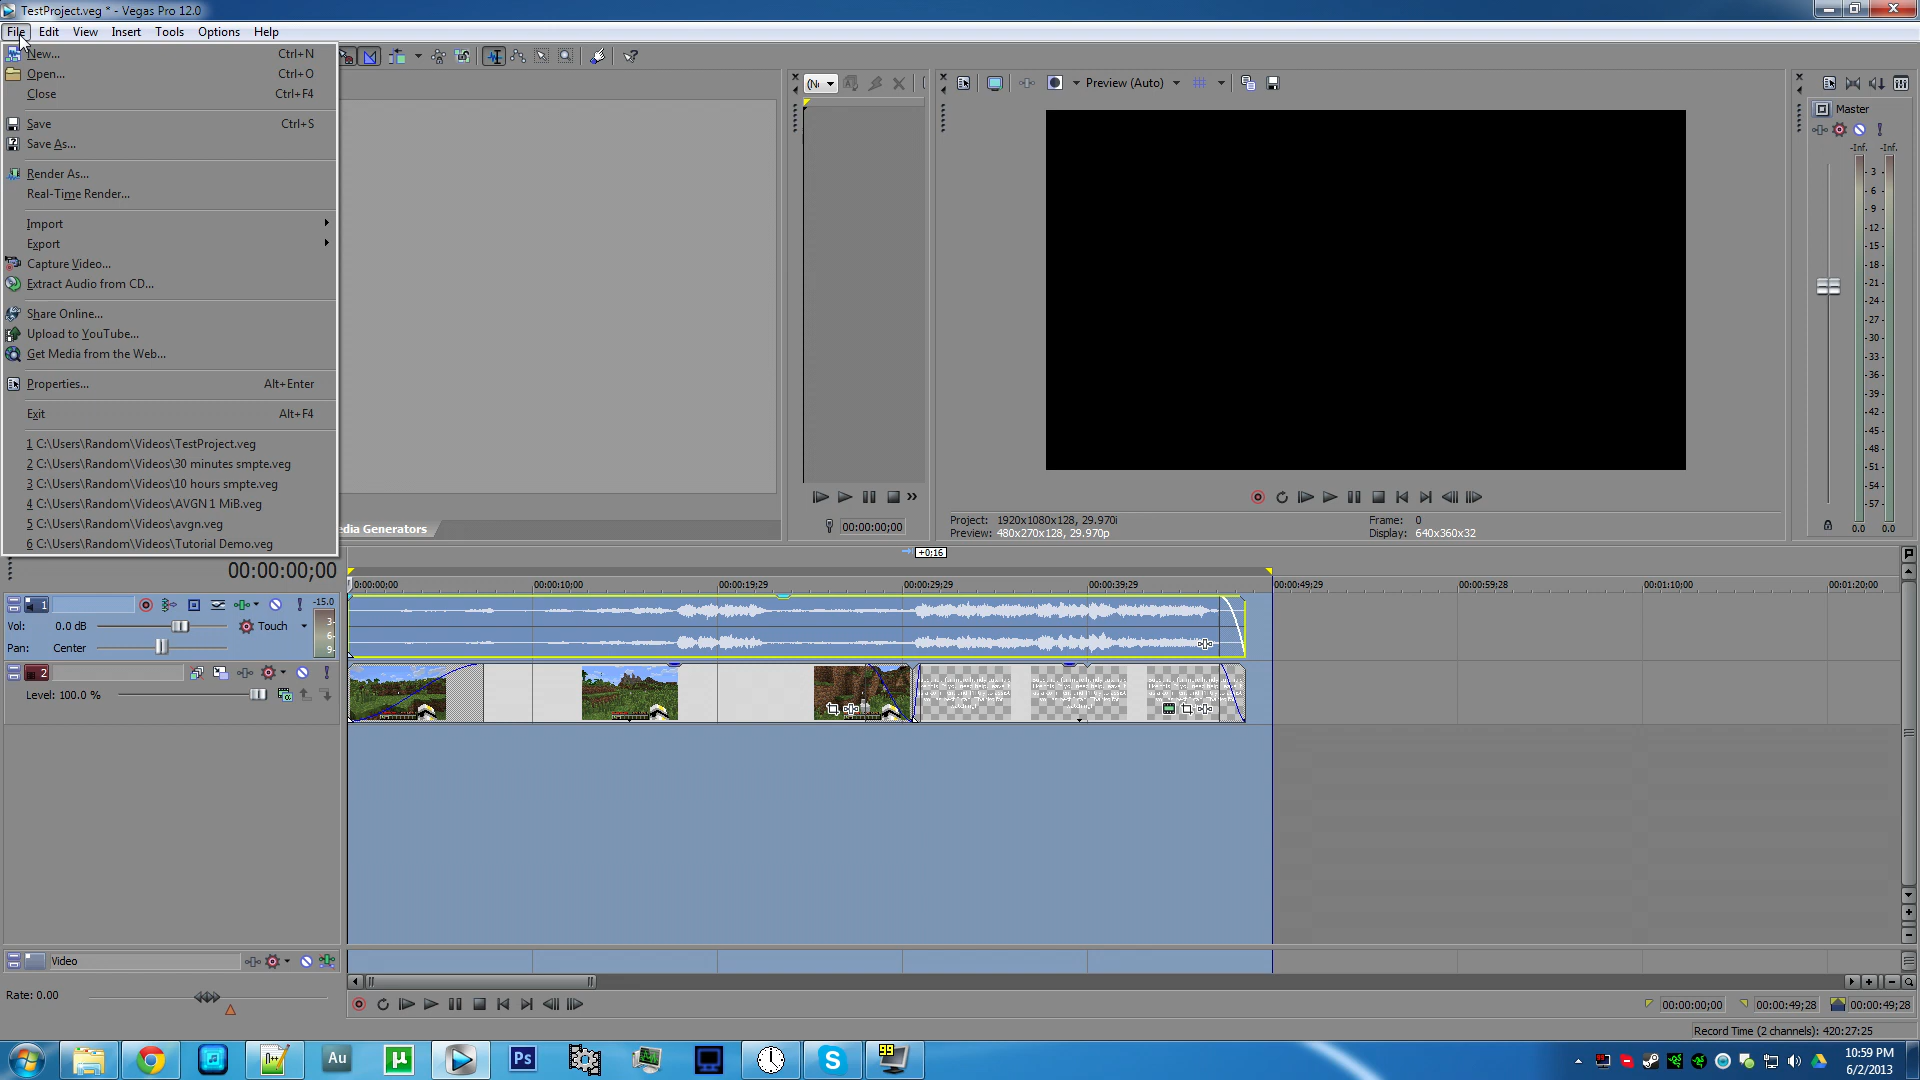 TestProject.veg * - Vegas Pro 12.0
File Edit View Insert Tools Options Help
New... Ctrl+N
Open... Ctrl+O
Close Ctrl+F4
Save Ctrl+S
Save As...
Render As...
Real-Time Render...
Import
Export
Capture Video...
Extract Audio from CD...
Share Online...
Upload to YouTube...
Get Media from the Web...
Properties... Alt+Enter
Exit Alt+F4
1 C:\Users\Random\Videos\TestProject.veg
2 C:\Users\Random\Videos\30 minutes smpte.veg
3 C:\Users\Random\Videos\10 hours smpte.veg
4 C:\Users\Random\Videos\AVGN 1 MiB.veg
5 C:\Users\Random\Videos\avgn.veg
6 C:\Users\Random\Videos\Tutorial Demo.veg
Preview (Auto)
Master
-Inf. -Inf.
- 3 -
- 6 -
- 9 -
-12-
-15-
-18-
-21-
-24-
-27-
-30-
-33-
-36-
-39-
-42-
-45-
-48-
-51-
-54-
-57-
0.0 0.0
00:00:00;00
Project: 1920x1080x128, 29.970i
Preview: 480x270x128, 29.970p
Frame: 0
Display: 640x360x32
Generators
+0;16
00:00:00;00
0:00:00;00 00:00:10;00 00:00:19;29 00:00:29;29 00:00:39;29 00:00:49;29 00:00:59;28 00:01:10;00 00:01:20;00
1
-15.0
Vol: 0.0 dB Touch
3-
6-
Pan: Center
9-
2
Level: 100.0 %
Video
Rate: 0.00
00:00:00;00 00:00:49;28 00:00:49;28
Record Time (2 channels): 420:27:25
Au
µ
Ps
99
10:59 PM
6/2/2013